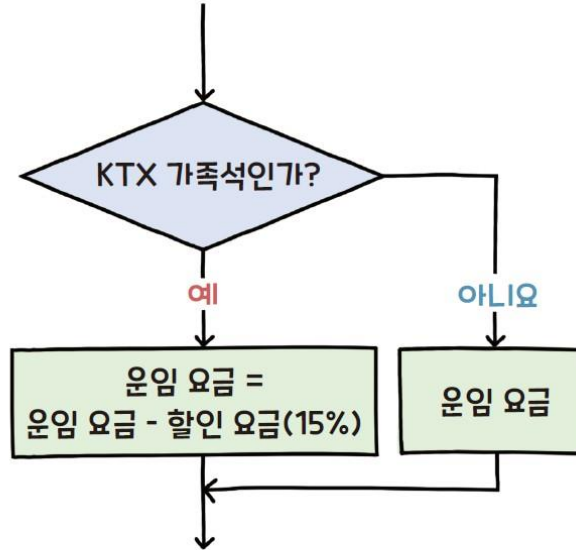 KTX 가족석인가?
예
아니요
운임 요금 =
운임 요금 - 할인 요금(15%)
운임 요금